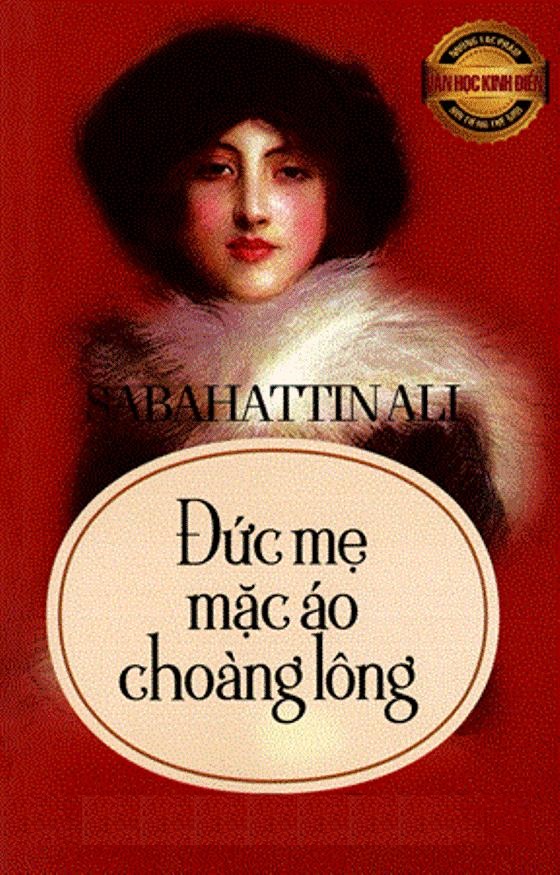 VĂN HỌC KINH ĐIỂN
SABAHATTIN ALI
Đức mẹ
mặc áo
choàng lông